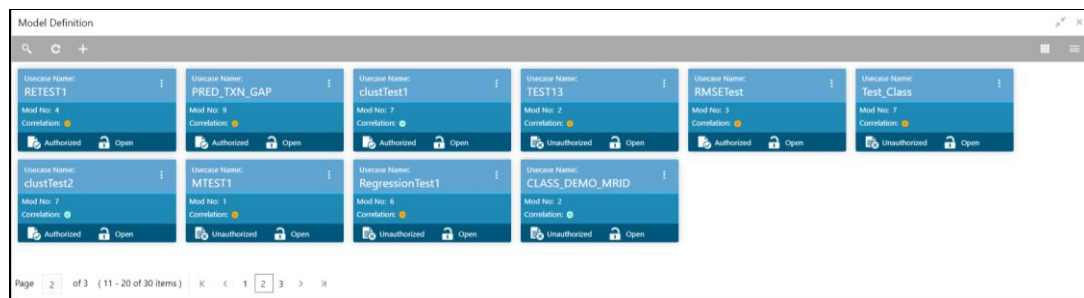 Model Definition
Usecase Name: Usecase Name: Usecase Name: Usecase Name: Usecase Name: Usecase Name:
RETEST1 PRED_TXN_GAP clustTest1 TEST13 RMSETest Test_Class
Mod No: 4 Mod No: 9 Mod No: 7 Mod No: 2 Mod No: 3 Mod No: 7
Correlation: Correlation: Correlation: Correlation: Correlation: Correlation:
Authorized Open Authorized Open Authorized Open Unauthorized Open Authorized Open Unauthorized Open
Usecase Name: Usecase Name: Usecase Name: Usecase Name:
clustTest2 MTEST1 RegressionTest1 CLASS_DEMO_MRID
Mod No: 7 Mod No: 1 Mod No: 6 Mod No: 2
Correlation: Correlation: Correlation: Correlation:
Authorized Open Unauthorized Open Authorized Open Unauthorized Open
Page 2 of 3 ( 11 - 20 of 30 items ) 1 2 3